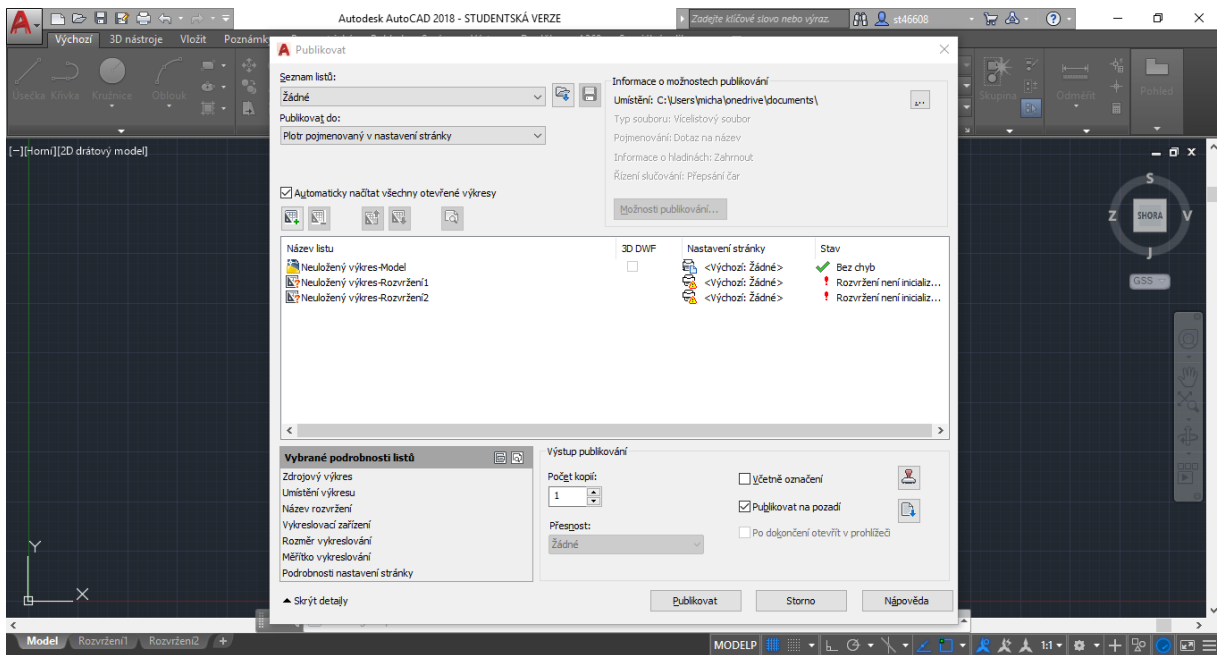 Autodesk AutoCAD 2018 - STUDENTSKÁ VERZE
Zadejte klíčové slovo nebo výraz.
st46608
Výchozí 3D nástroje Vložit Poznámk
Úsečka Křivka Kružnice Oblouk
Skupina
Odměřit
Pohled
[−][Horní][2D drátový model]
Publikovat
Seznam listů:
Žádné
Publikovat do:
Plotr pojmenovaný v nastavení stránky
Automaticky načítat všechny otevřené výkresy
Informace o možnostech publikování
Umístění: C:\Users\micha\onedrive\documents\
Typ souboru: Vícelistový soubor
Pojmenování: Dotaz na název
Informace o hladinách: Zahrnout
Řízení slučování: Přepsání čar
Možnosti publikování...
Název listu 3D DWF Nastavení stránky Stav
Neuložený výkres-Model <Výchozí: Žádné> Bez chyb
Neuložený výkres-Rozvržení1 <Výchozí: Žádné> Rozvržení není inicializ...
Neuložený výkres-Rozvržení2 <Výchozí: Žádné> Rozvržení není inicializ...
Vybrané podrobnosti listů
Zdrojový výkres
Umístění výkresu
Název rozvržení
Vykreslovací zařízení
Rozměr vykreslování
Měřítko vykreslování
Podrobnosti nastavení stránky
Výstup publikování
Počet kopií:
1
Přesnost:
Žádné
Včetně označení
Publikovat na pozadí
Po dokončení otevřít v prohlížeči
Skrýt detaily
Publikovat Storno Nápověda
S
Z SHORA V
J
GSS
Y
X
Model Rozvržení1 Rozvržení2 +
MODELP
1:1